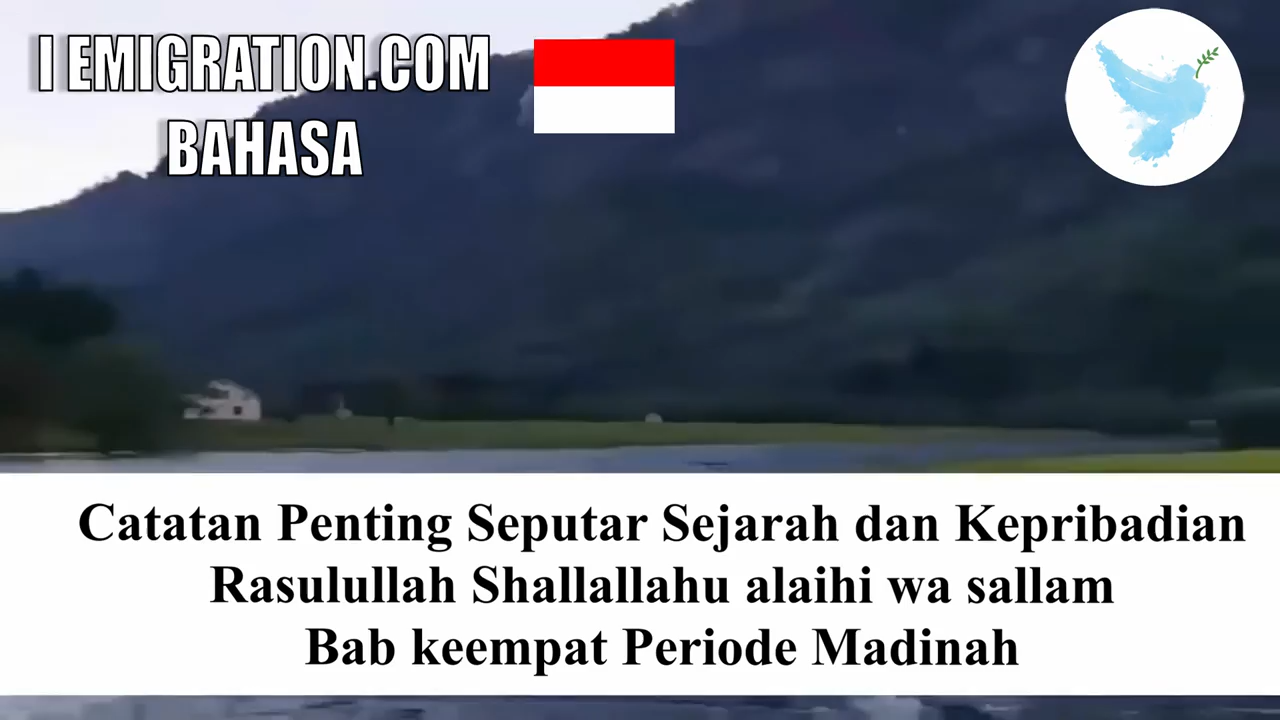 I EMIGRATION.COM
BAHASA
Catatan Penting Seputar Sejarah dan Kepribadian
Rasulullah Shallallahu alaihi wa sallam
Bab keempat Periode Madinah